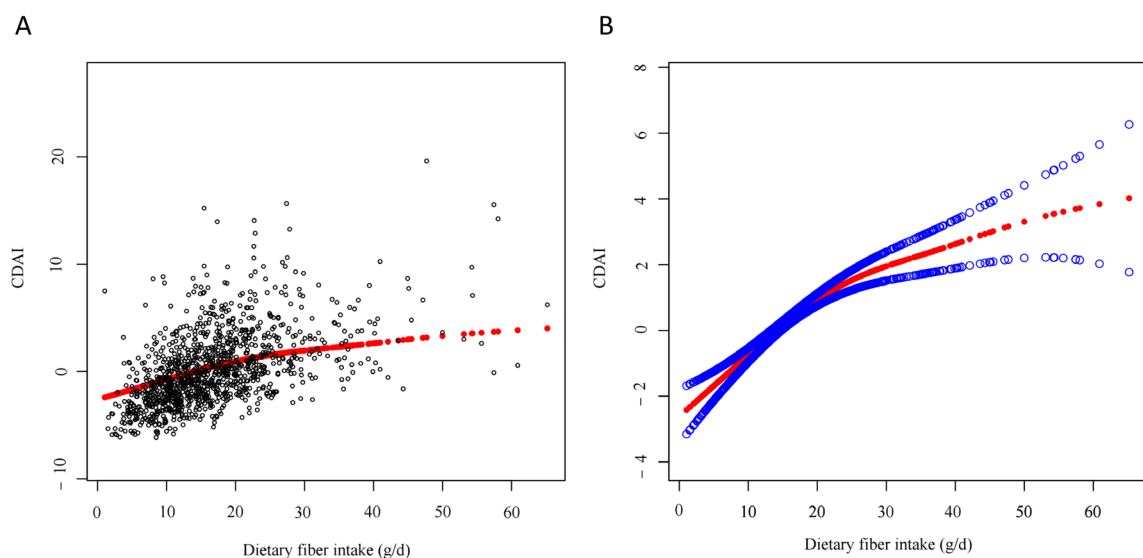 A
B
CDAI
20
10
0
– 10
0 10 20 30 40 50 60
Dietary fiber intake (g/d)
CDAI
8
6
4
2
0
– 2
– 4
0 10 20 30 40 50 60
Dietary fiber intake (g/d)